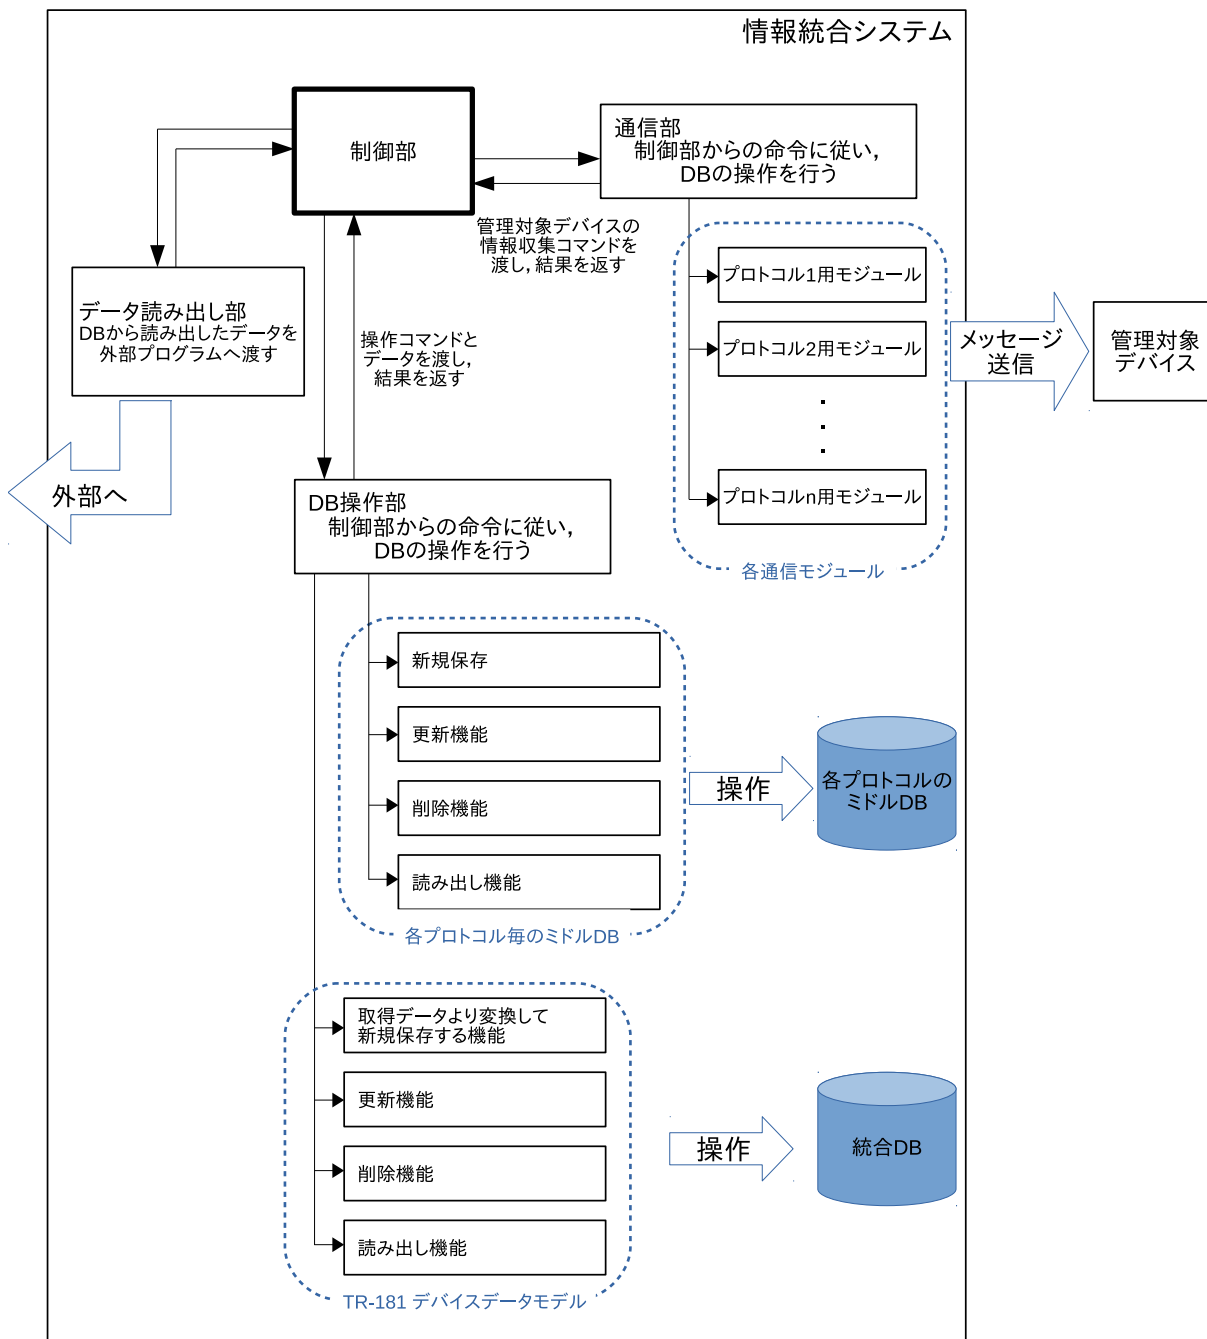 情報統合システム
制御部
通信部
制御部からの命令に従い,
DBの操作を行う
管理対象デバイスの
情報収集コマンドを
渡し, 結果を返す
プロトコル1用モジュール
プロトコル2用モジュール
プロトコルn用モジュール
各通信モジュール
メッセージ
送信
管理対象
デバイス
データ読み出し部
DBから読み出したデータを
外部プログラムへ渡す
外部へ
操作コマンドと
データを渡し,
結果を返す
DB操作部
制御部からの命令に従い,
DBの操作を行う
新規保存
更新機能
削除機能
読み出し機能
各プロトコル毎のミドルDB
操作
各プロトコルの
ミドルDB
取得データより変換して
新規保存する機能
更新機能
削除機能
読み出し機能
TR-181 デバイスデータモデル
操作
統合DB